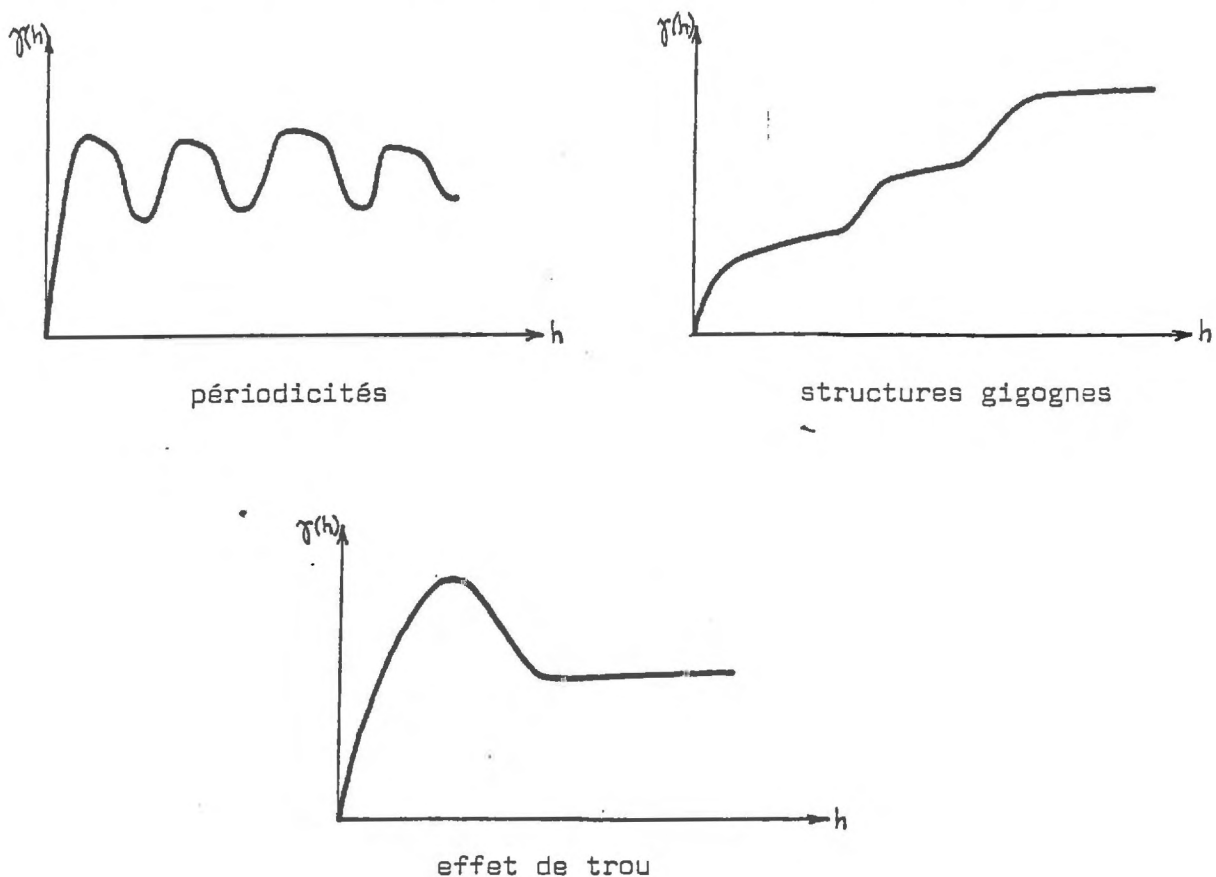 γ(h)
h
périodicités
γ(h)
h
structures gigognes
γ(h)
h
effet de trou